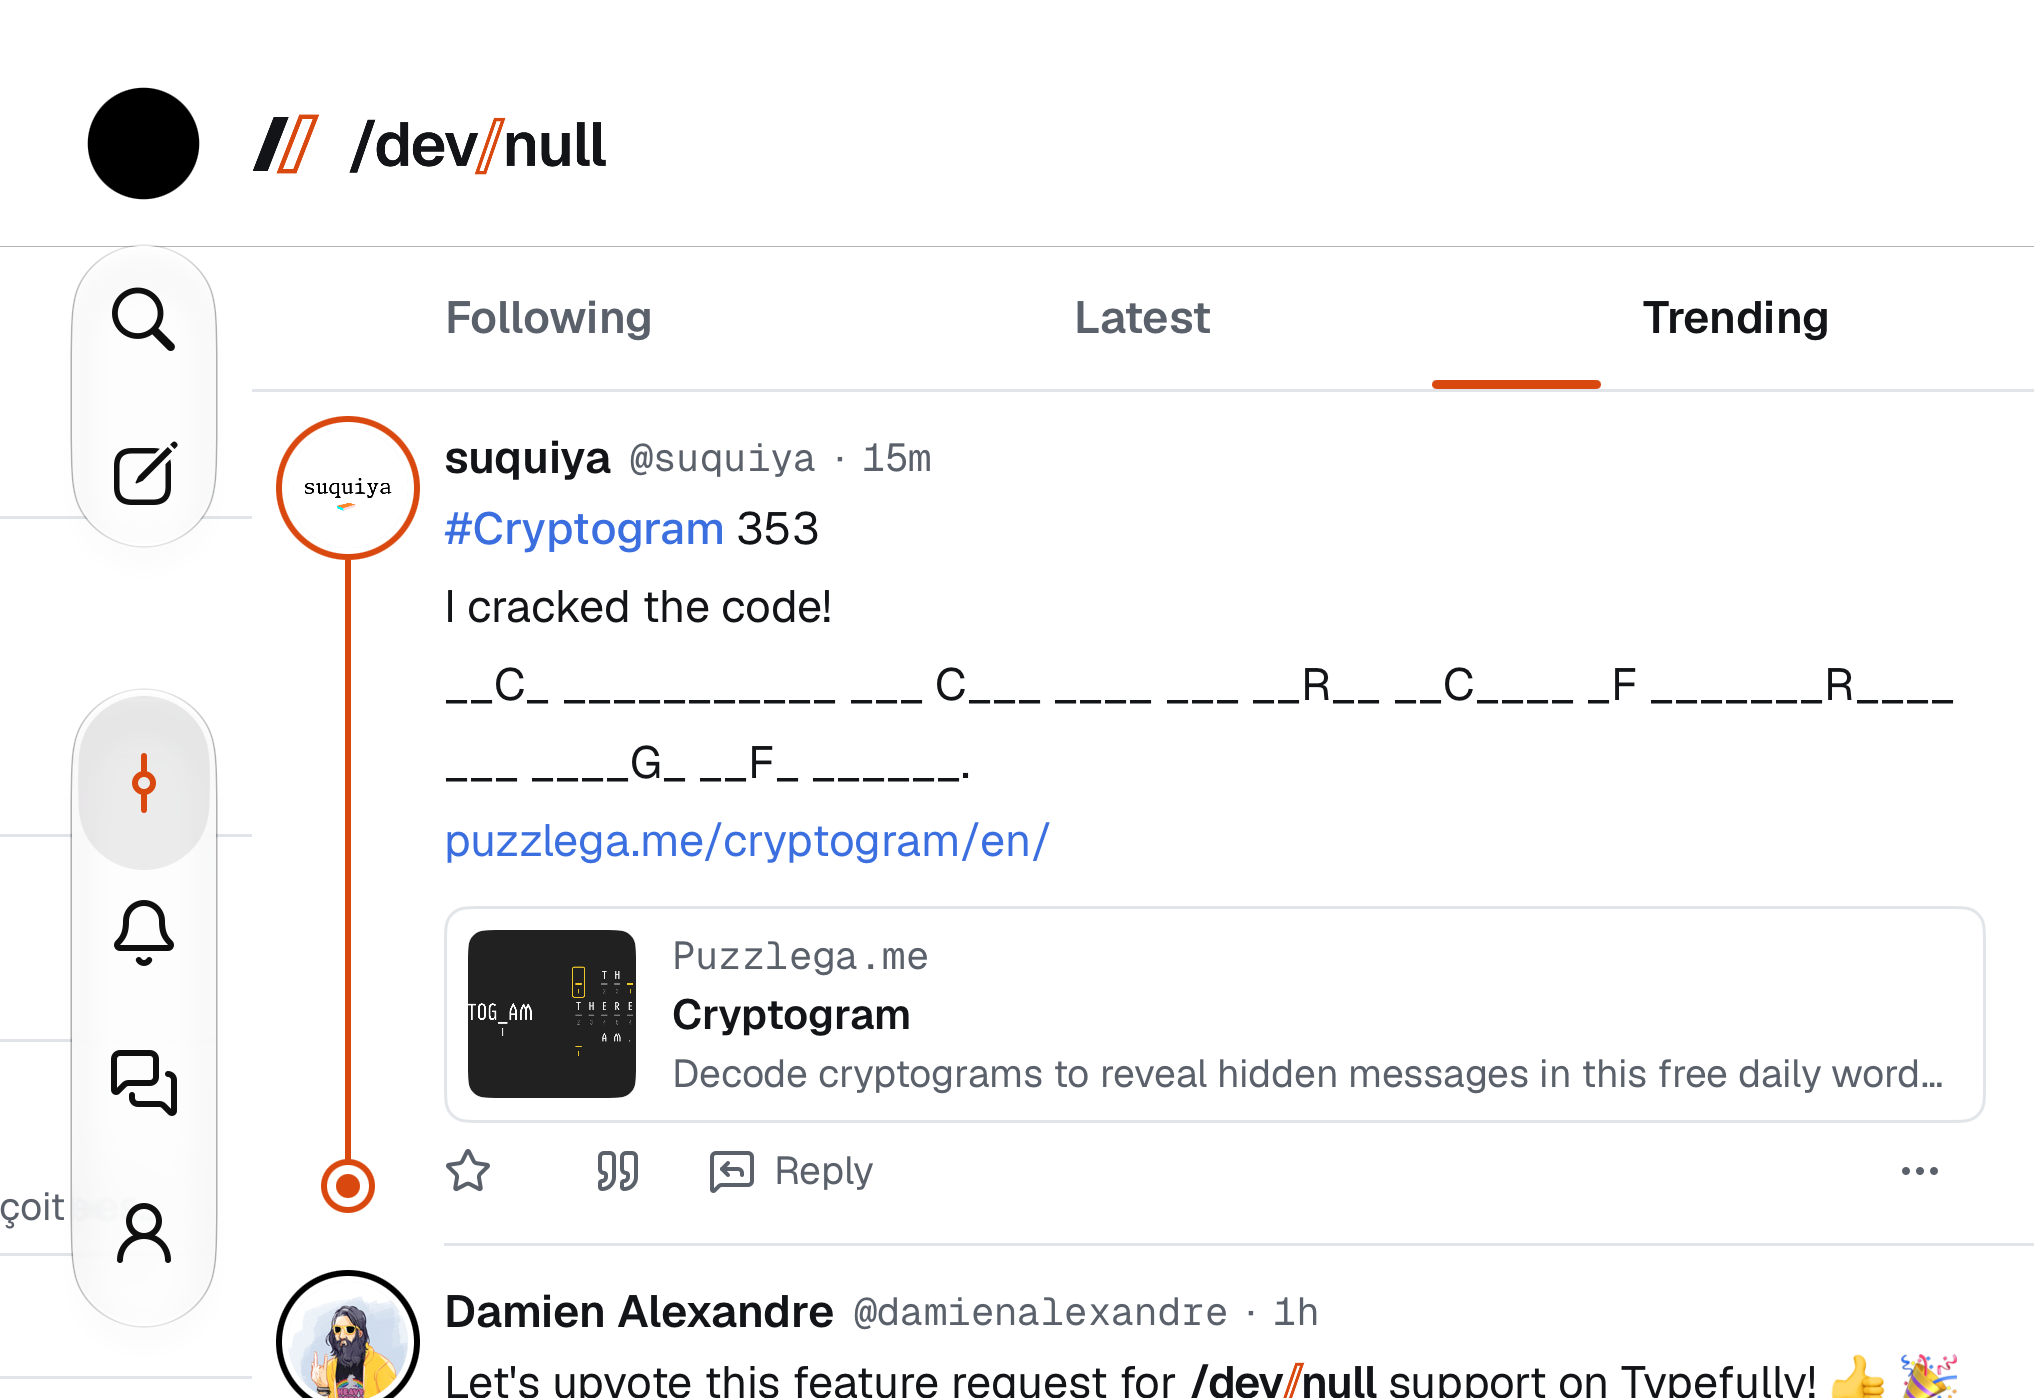 /dev/null
Following Latest Trending
suquiya
suquiya @suquiya · 15m
#Cryptogram 353
I cracked the code!
__C_ ___________ ___ C___ ____ ___ __R__ __C____ _F _______R____
___ ____G_ __F_ ______.
puzzlega.me/cryptogram/en/
Puzzlega.me
Cryptogram
Decode cryptograms to reveal hidden messages in this free daily word…
TOG_AM
T H
T H E R E
A M .
Reply
çoit
Damien Alexandre @damienalexandre · 1h
Let's upvote this feature request for /dev/null support on Typefully! 👍 🎉